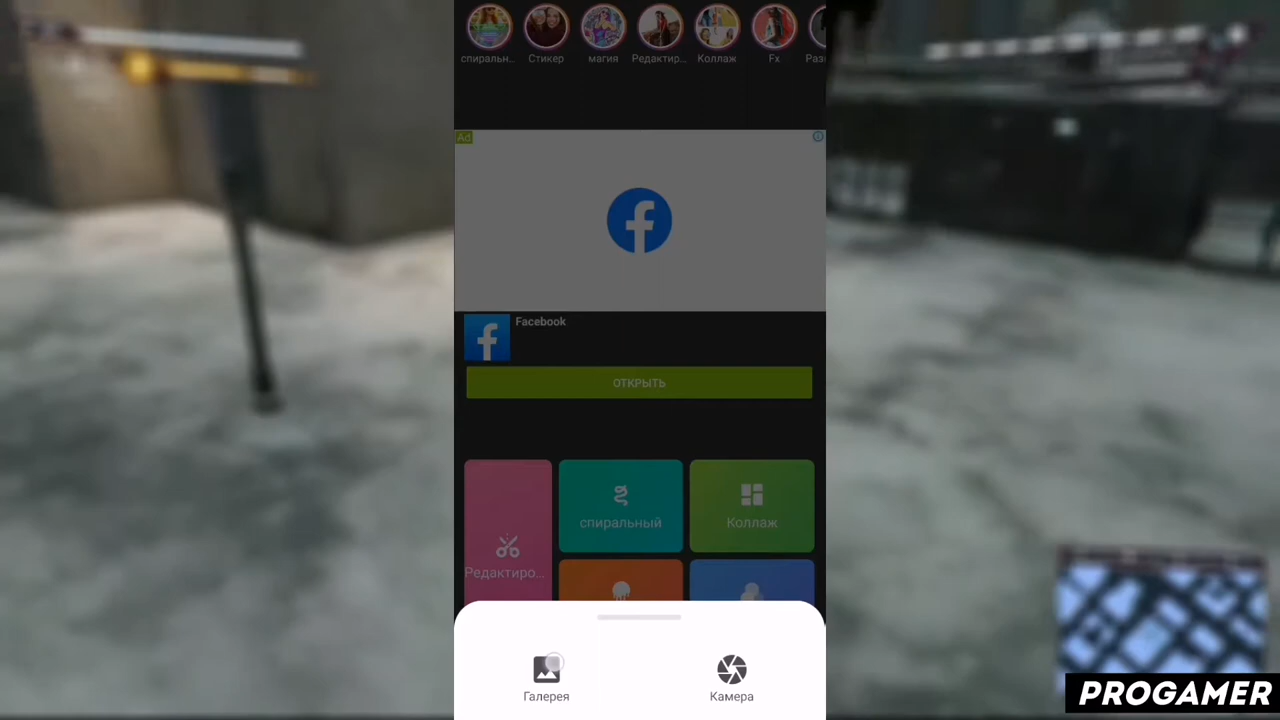 спиральн..
Стикер
магия
Редактир..
Коллаж
Fx
Ad
Facebook
ОТКРЫТЬ
спиральный
Коллаж
Редактиро...
Галерея
Камера
PROGAMER